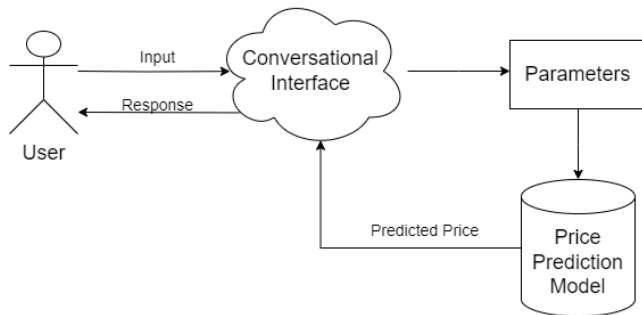 Input
Conversational
Interface
Parameters
Response
User
Predicted Price
Price
Prediction
Model